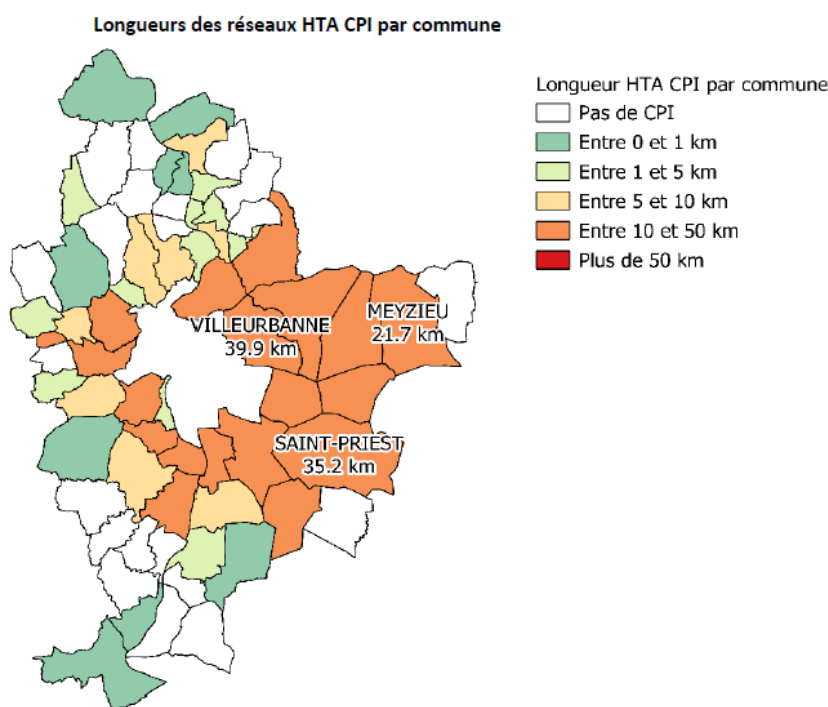 Longueurs des réseaux HTA CPI par commune
Longueur HTA CPI par commune
Pas de CPI
Entre 0 et 1 km
Entre 1 et 5 km
Entre 5 et 10 km
Entre 10 et 50 km
Plus de 50 km
MEYZIEU
21.7 km
VILLEURBANNE
39.9 km
SAINT-PRIEST
35.2 km